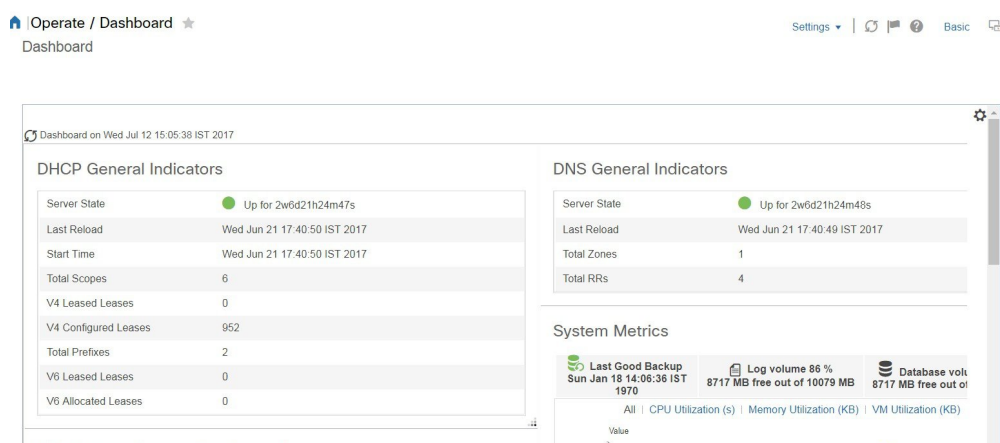 Operate / Dashboard
Settings
Basic
Dashboard
Dashboard on Wed Jul 12 15:05:38 IST 2017
DHCP General Indicators
Server State Up for 2w6d21h24m47s
Last Reload Wed Jun 21 17:40:50 IST 2017
Start Time Wed Jun 21 17:40:50 IST 2017
Total Scopes 6
V4 Leased Leases 0
V4 Configured Leases 952
Total Prefixes 2
V6 Leased Leases 0
V6 Allocated Leases 0
DNS General Indicators
Server State Up for 2w6d21h24m48s
Last Reload Wed Jun 21 17:40:49 IST 2017
Total Zones 1
Total RRs 4
System Metrics
Last Good Backup
Sun Jan 18 14:06:36 IST
1970
Log volume 86 %
8717 MB free out of 10079 MB
Database volu
8717 MB free out of
All | CPU Utilization (s) | Memory Utilization (KB) | VM Utilization (KB)
Value